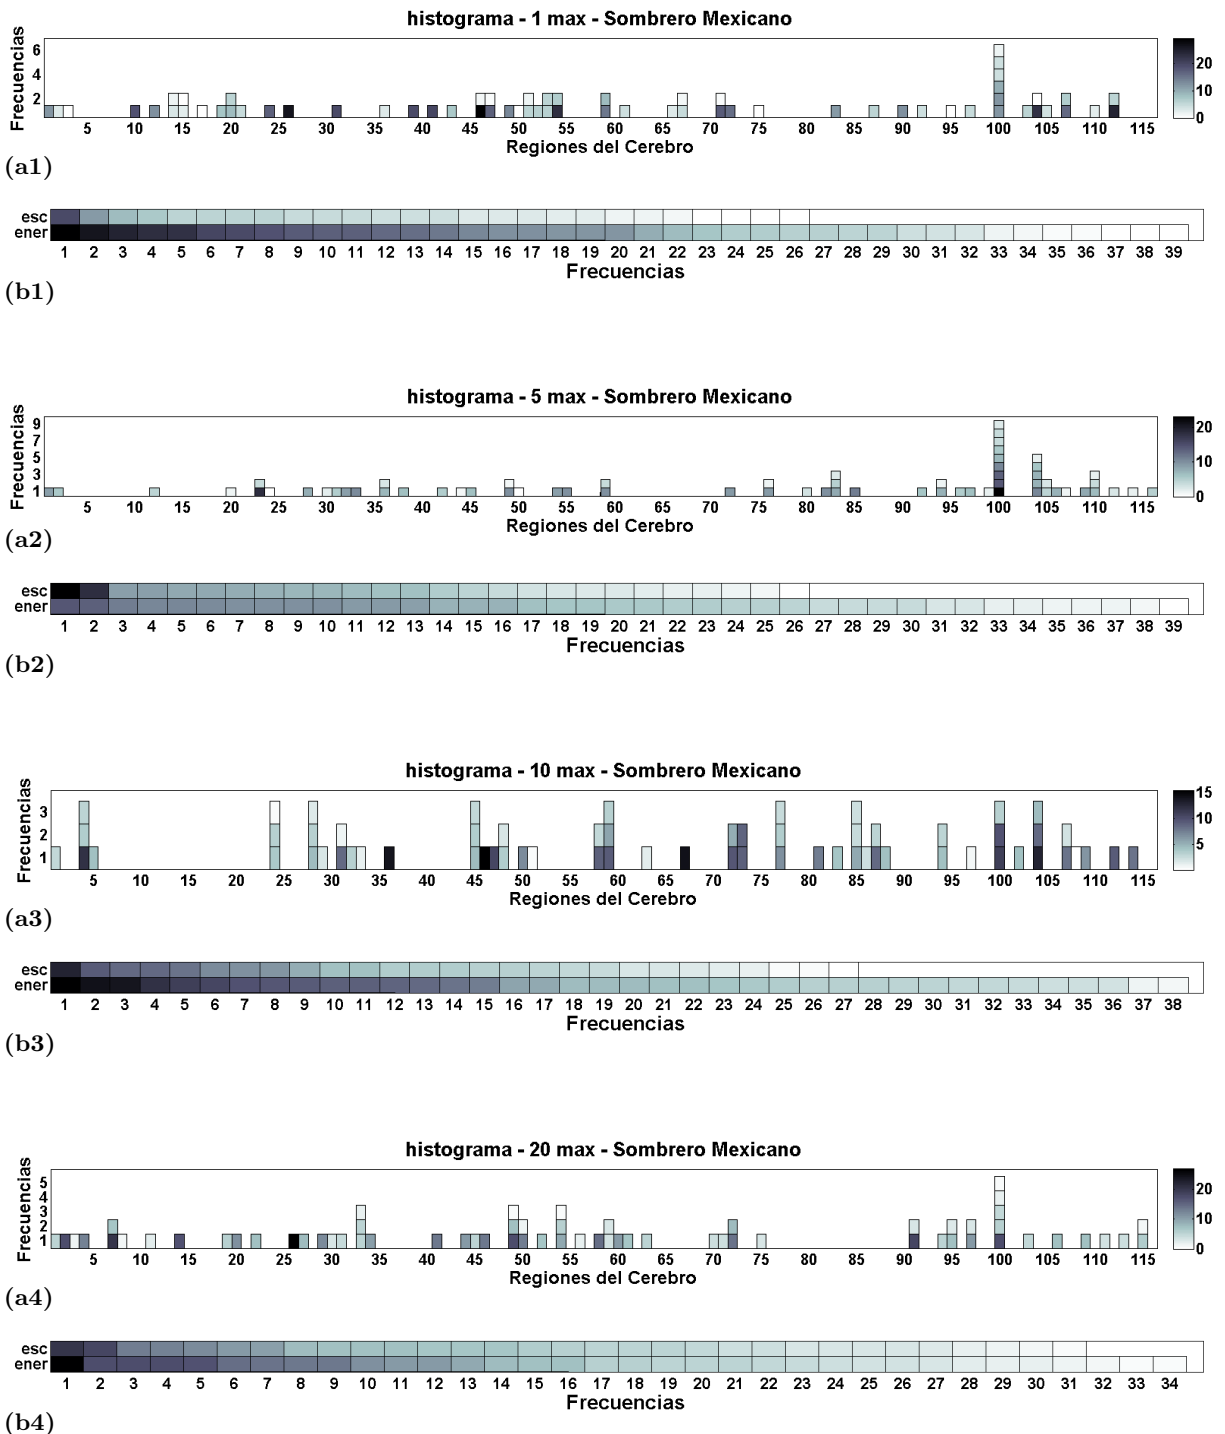 histograma - 1 max - Sombrero Mexicano
Frecuencias
6
4
2
20
10
0
5 10 15 20 25 30 35 40 45 50 55 60 65 70 75 80 85 90 95 100 105 110 115
Regiones del Cerebro
(a1)
esc
ener
1 2 3 4 5 6 7 8 9 10 11 12 13 14 15 16 17 18 19 20 21 22 23 24 25 26 27 28 29 30 31 32 33 34 35 36 37 38 39
Frecuencias
(b1)
histograma - 5 max - Sombrero Mexicano
Frecuencias
9
7
5
3
1
20
10
0
5 10 15 20 25 30 35 40 45 50 55 60 65 70 75 80 85 90 95 100 105 110 115
Regiones del Cerebro
(a2)
esc
ener
1 2 3 4 5 6 7 8 9 10 11 12 13 14 15 16 17 18 19 20 21 22 23 24 25 26 27 28 29 30 31 32 33 34 35 36 37 38 39
Frecuencias
(b2)
histograma - 10 max - Sombrero Mexicano
Frecuencias
3
2
1
15
10
5
5 10 15 20 25 30 35 40 45 50 55 60 65 70 75 80 85 90 95 100 105 110 115
Regiones del Cerebro
(a3)
esc
ener
1 2 3 4 5 6 7 8 9 10 11 12 13 14 15 16 17 18 19 20 21 22 23 24 25 26 27 28 29 30 31 32 33 34 35 36 37 38
Frecuencias
(b3)
histograma - 20 max - Sombrero Mexicano
Frecuencias
5
4
3
2
1
20
10
0
5 10 15 20 25 30 35 40 45 50 55 60 65 70 75 80 85 90 95 100 105 110 115
Regiones del Cerebro
(a4)
esc
ener
1 2 3 4 5 6 7 8 9 10 11 12 13 14 15 16 17 18 19 20 21 22 23 24 25 26 27 28 29 30 31 32 33 34
Frecuencias
(b4)